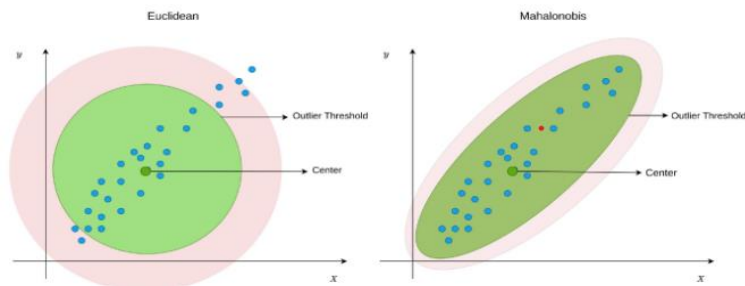 Euclidean
y
Outlier Threshold
Center
x
Mahalonobis
y
Outlier Threshold
Center
x